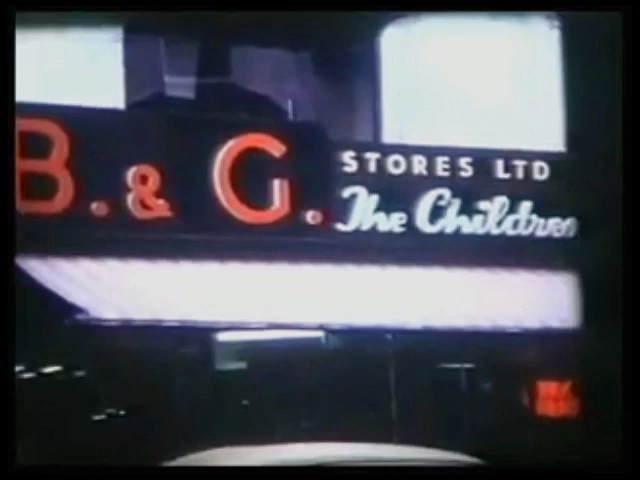 B. & G.
STORES LTD
The Children